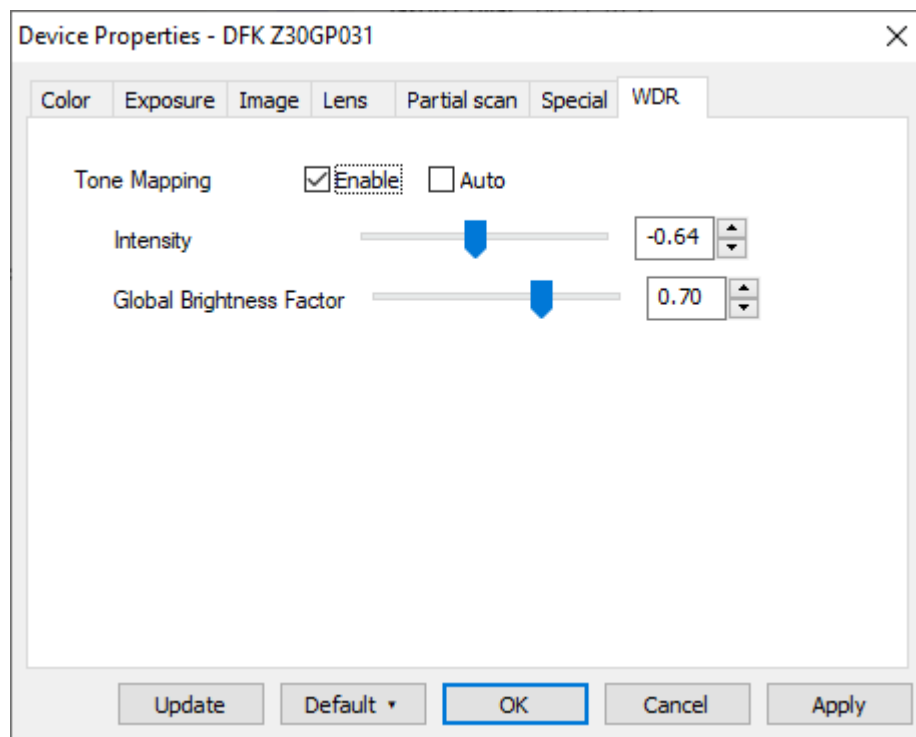 Device Properties - DFK Z30GP031
Color Exposure Image Lens Partial scan Special WDR
Tone Mapping Enable Auto
Intensity -0.64
Global Brightness Factor 0.70
Update Default OK Cancel Apply